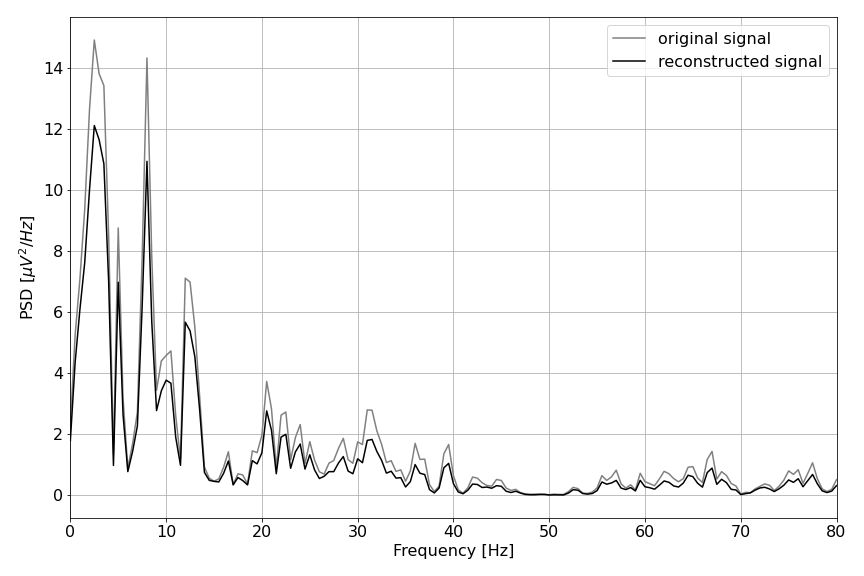 original signal
reconstructed signal
14
12
10
8
6
4
2
0
PSD [μV²/Hz]
0 10 20 30 40 50 60 70 80
Frequency [Hz]